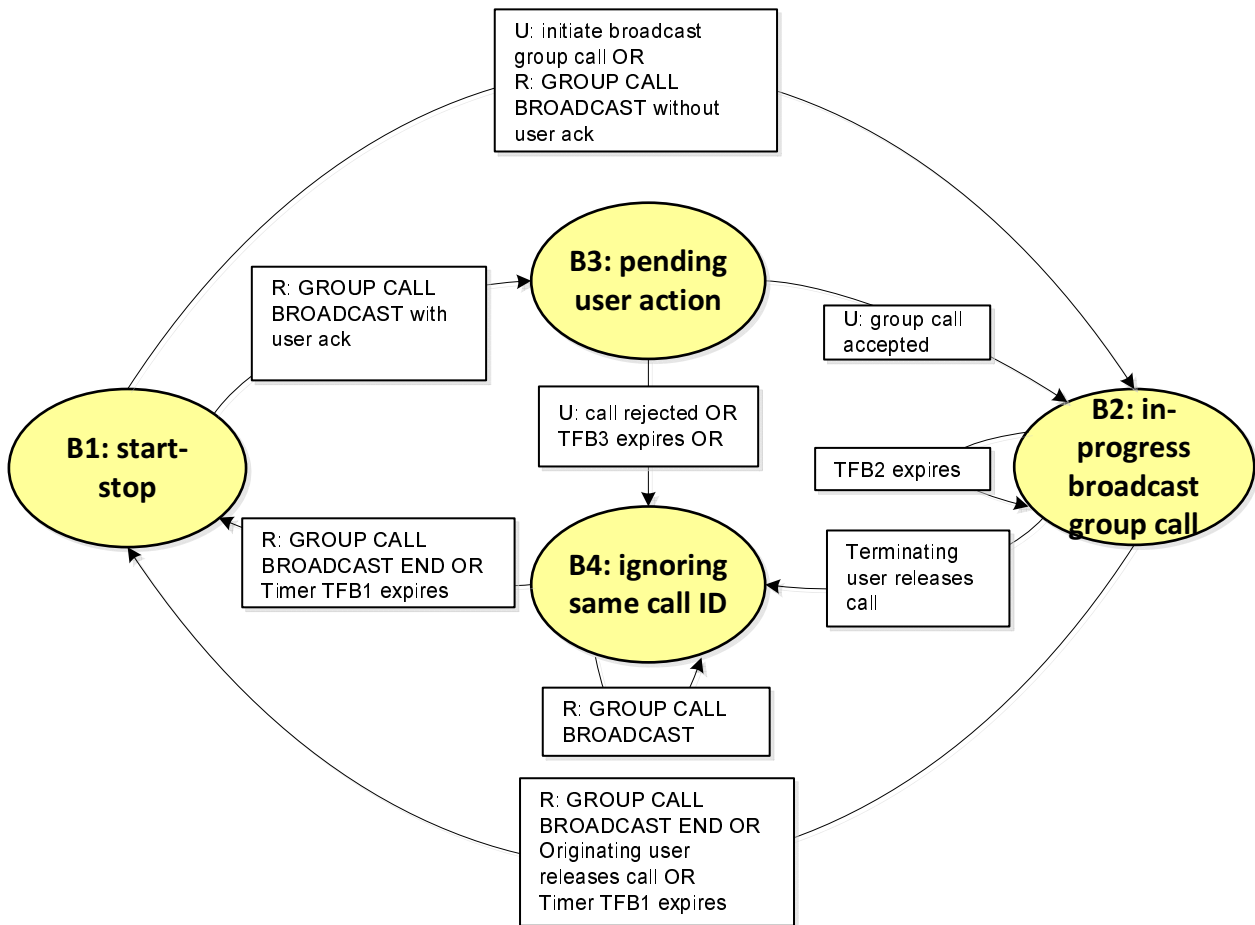 U: initiate broadcast
group call OR
R: GROUP CALL
BROADCAST without
user ack
B3: pending
user action
R: GROUP CALL
BROADCAST with
user ack
U: group call
accepted
U: call rejected OR
TFB3 expires OR
B1: start-
stop
B2: in-
progress
broadcast
group call
TFB2 expires
R: GROUP CALL
BROADCAST END OR
Timer TFB1 expires
B4: ignoring
same call ID
Terminating
user releases
call
R: GROUP CALL
BROADCAST
R: GROUP CALL
BROADCAST END OR
Originating user
releases call OR
Timer TFB1 expires